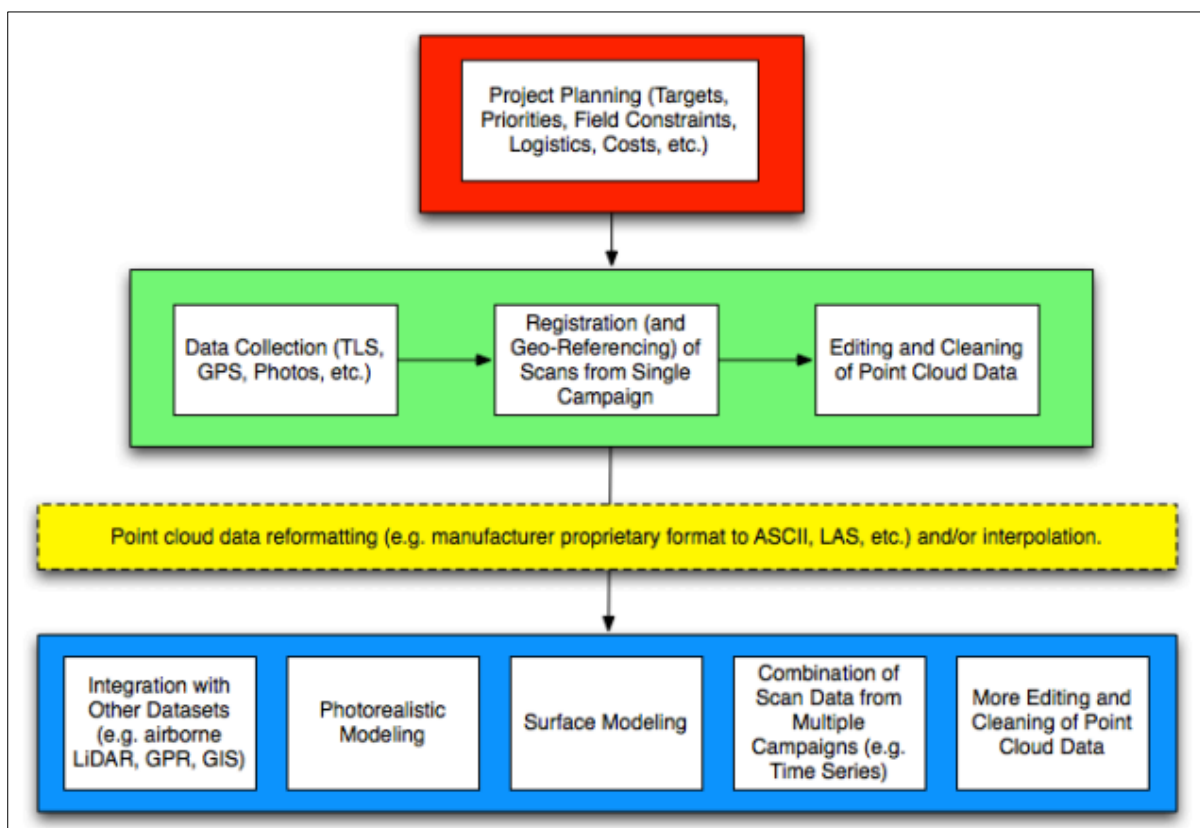 Project Planning (Targets,
Priorities, Field Constraints,
Logistics, Costs, etc.)
Data Collection (TLS,
GPS, Photos, etc.)
Registration (and
Geo-Referencing) of
Scans from Single
Campaign
Editing and Cleaning
of Point Cloud Data
Point cloud data reformatting (e.g. manufacturer proprietary format to ASCII, LAS, etc.) and/or interpolation.
Integration with
Other Datasets
(e.g. airborne
LiDAR, GPR, GIS)
Photorealistic
Modeling
Surface Modeling
Combination of
Scan Data from
Multiple
Campaigns (e.g.
Time Series)
More Editing and
Cleaning of Point
Cloud Data